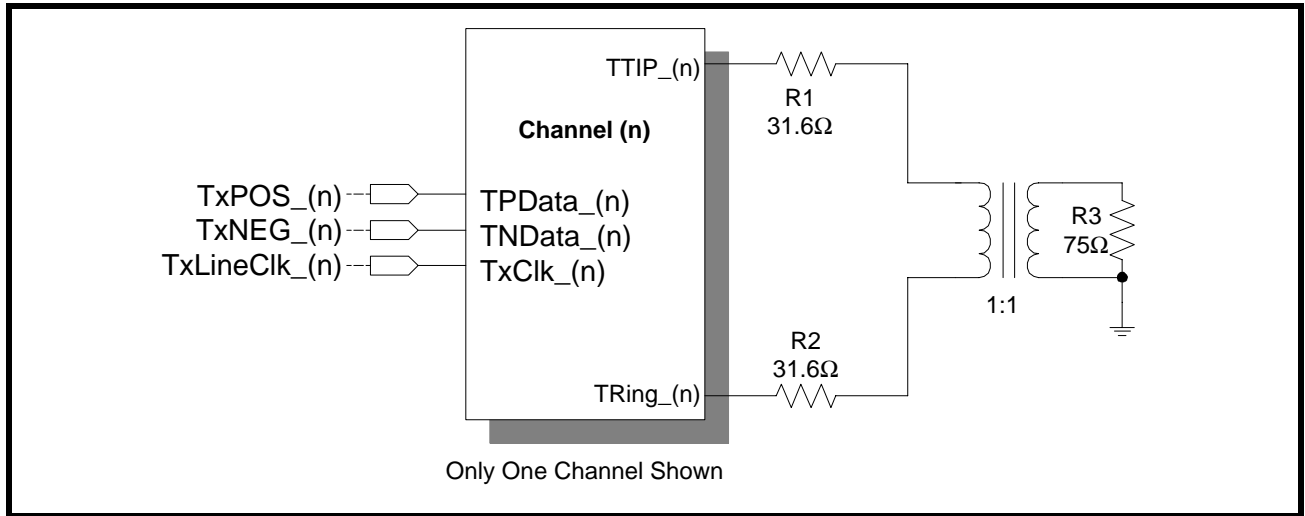 TTIP_(n)
R1
31.6Ω
Channel (n)
TxPOS_(n)
TPData_(n)
TxNEG_(n)
TNData_(n)
TxLineClk_(n)
TxClk_(n)
R3
75Ω
1:1
R2
31.6Ω
TRing_(n)
Only One Channel Shown